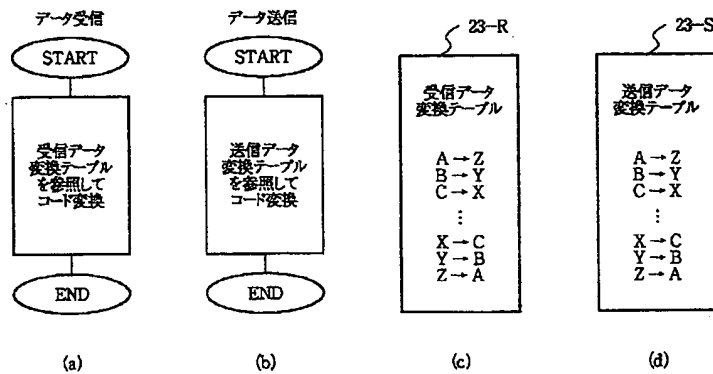 データ受信
START
受信データ
変換テーブル
を参照して
コード変換
END
(a)
データ送信
START
送信データ
変換テーブル
を参照して
コード変換
END
(b)
23-R
受信データ
変換テーブル
A→Z
B→Y
C→X
⋮
X→C
Y→B
Z→A
(c)
23-S
送信データ
変換テーブル
A→Z
B→Y
C→X
⋮
X→C
Y→B
Z→A
(d)